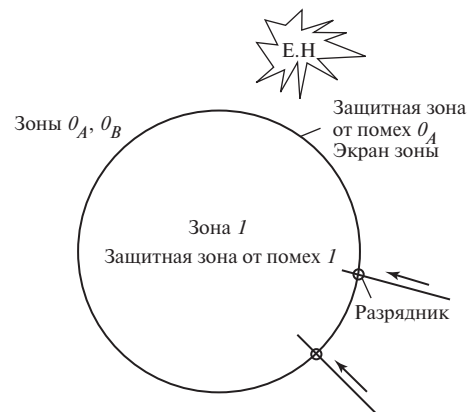 Е.Н
Защитная зона
от помех 0A
Экран зоны
Зоны 0A, 0B
Зона 1
Защитная зона от помех 1
Разрядник